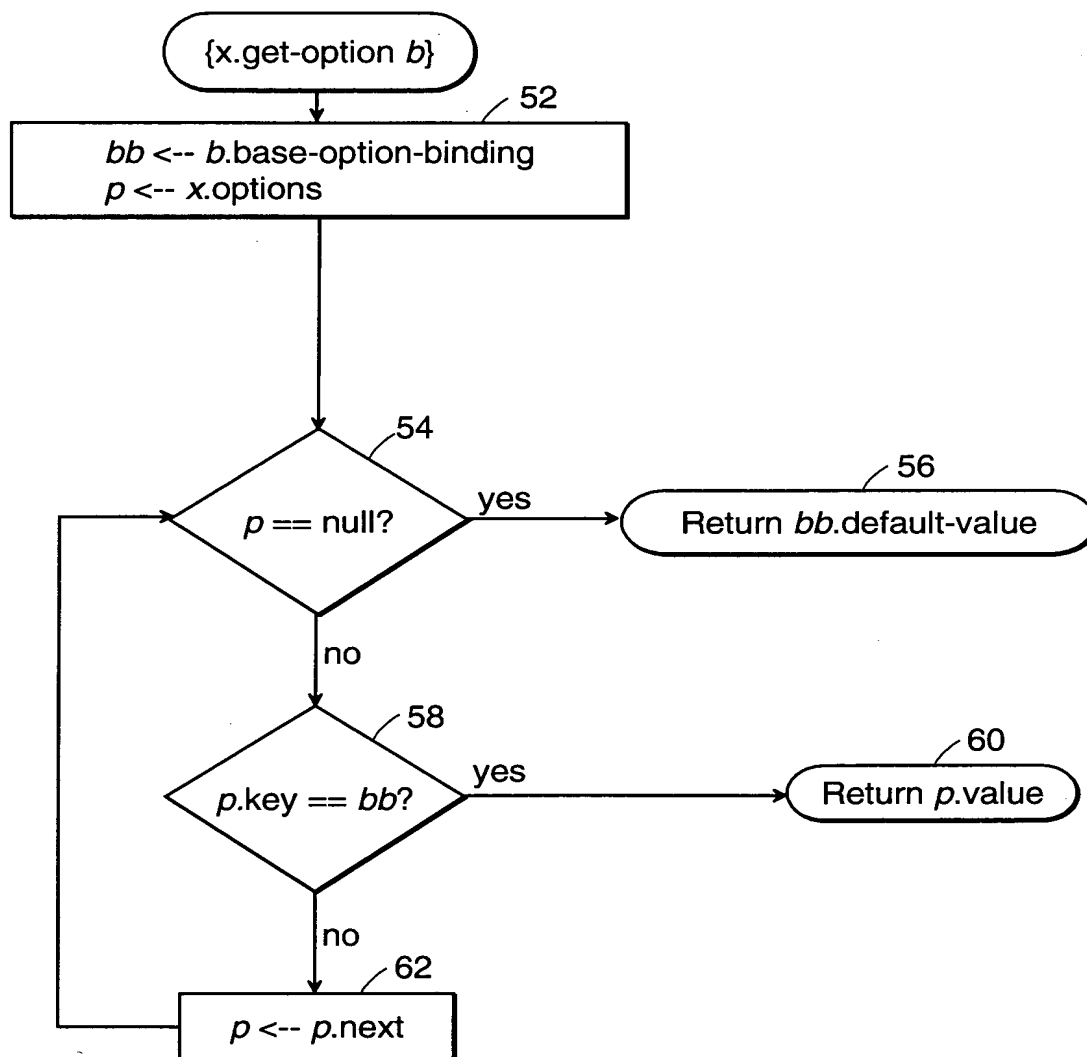 {x.get-option b}
52
bb <-- b.base-option-binding
p <-- x.options
54
p == null?
yes
56
Return bb.default-value
no
58
p.key == bb?
yes
60
Return p.value
no
62
p <-- p.next